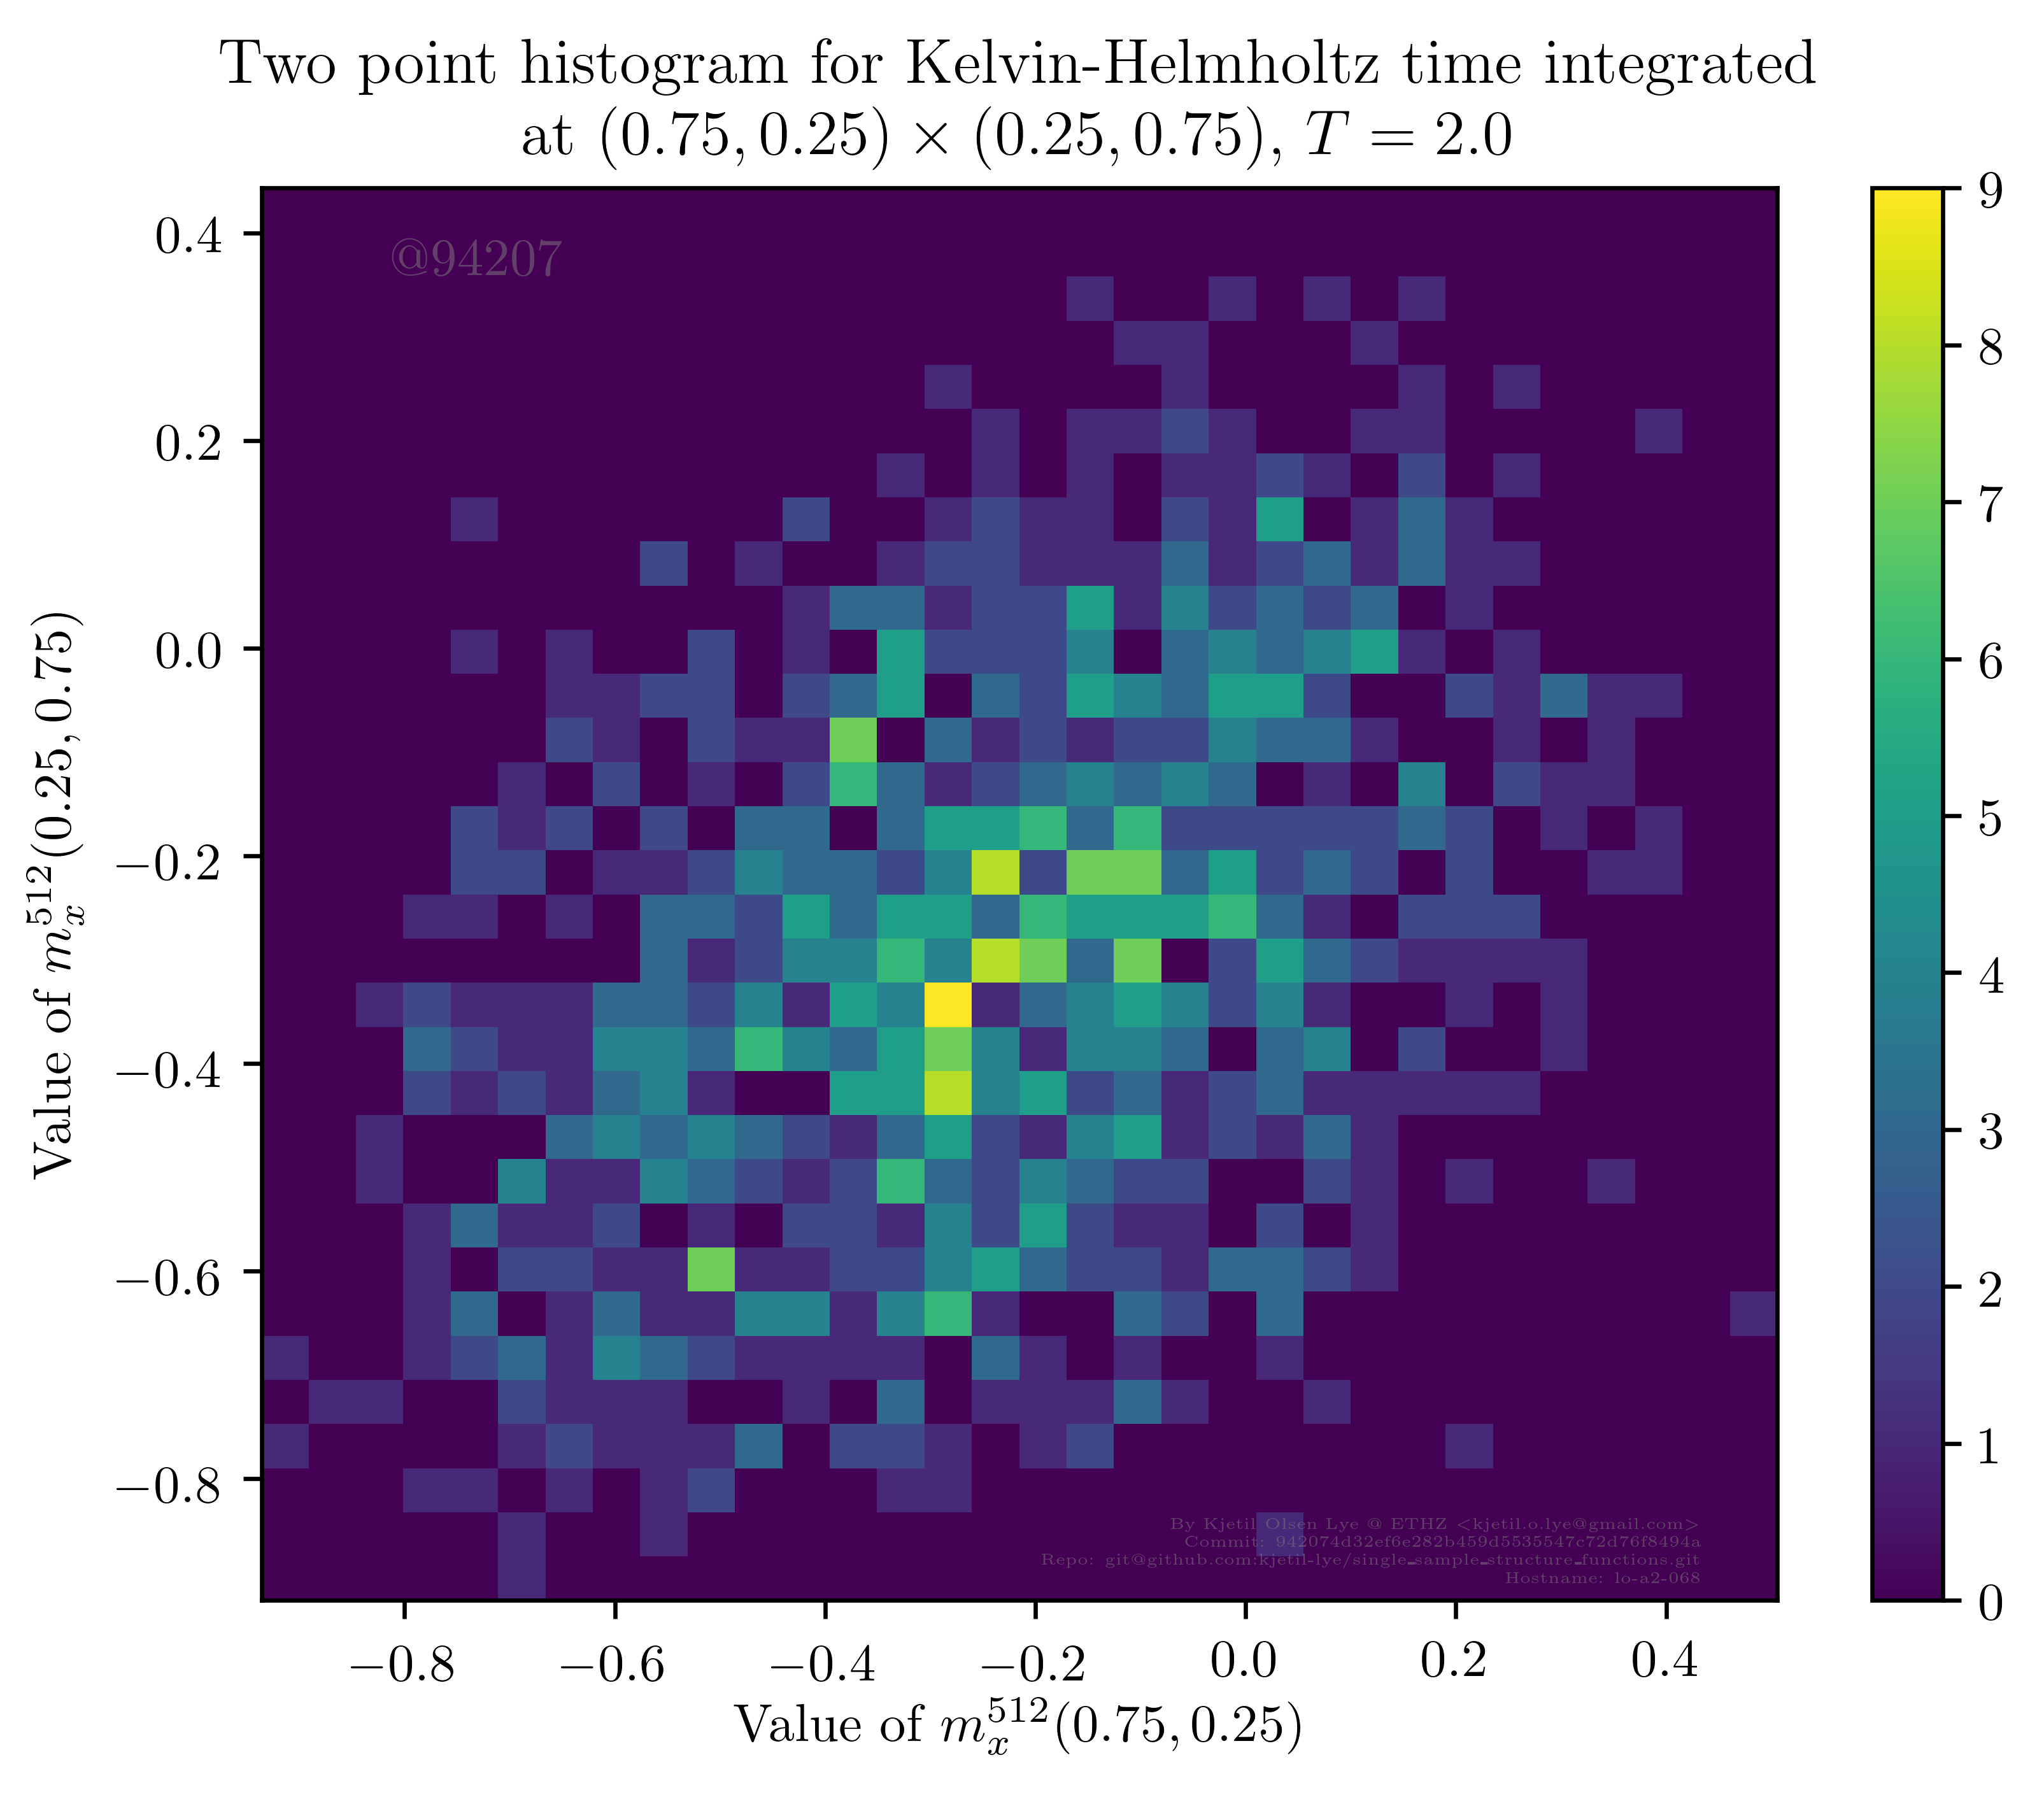 Two point histogram for Kelvin-Helmholtz time integrated
at (0.75, 0.25) × (0.25, 0.75), T = 2.0
@94207
0.4
0.2
0.0
−0.2
−0.4
−0.6
−0.8
Value of m_x^512(0.25, 0.75)
−0.8 −0.6 −0.4 −0.2 0.0 0.2 0.4
Value of m_x^512(0.75, 0.25)
9
8
7
6
5
4
3
2
1
0
By Kjetil Olsen Lye @ ETHZ <kjetil.o.lye@gmail.com>
Commit: 942074d32ef6e282b459d5535547c72d76f8494a
Repo: git@github.com:kjetil-lye/single_sample_structure_functions.git
Hostname: lo-a2-068